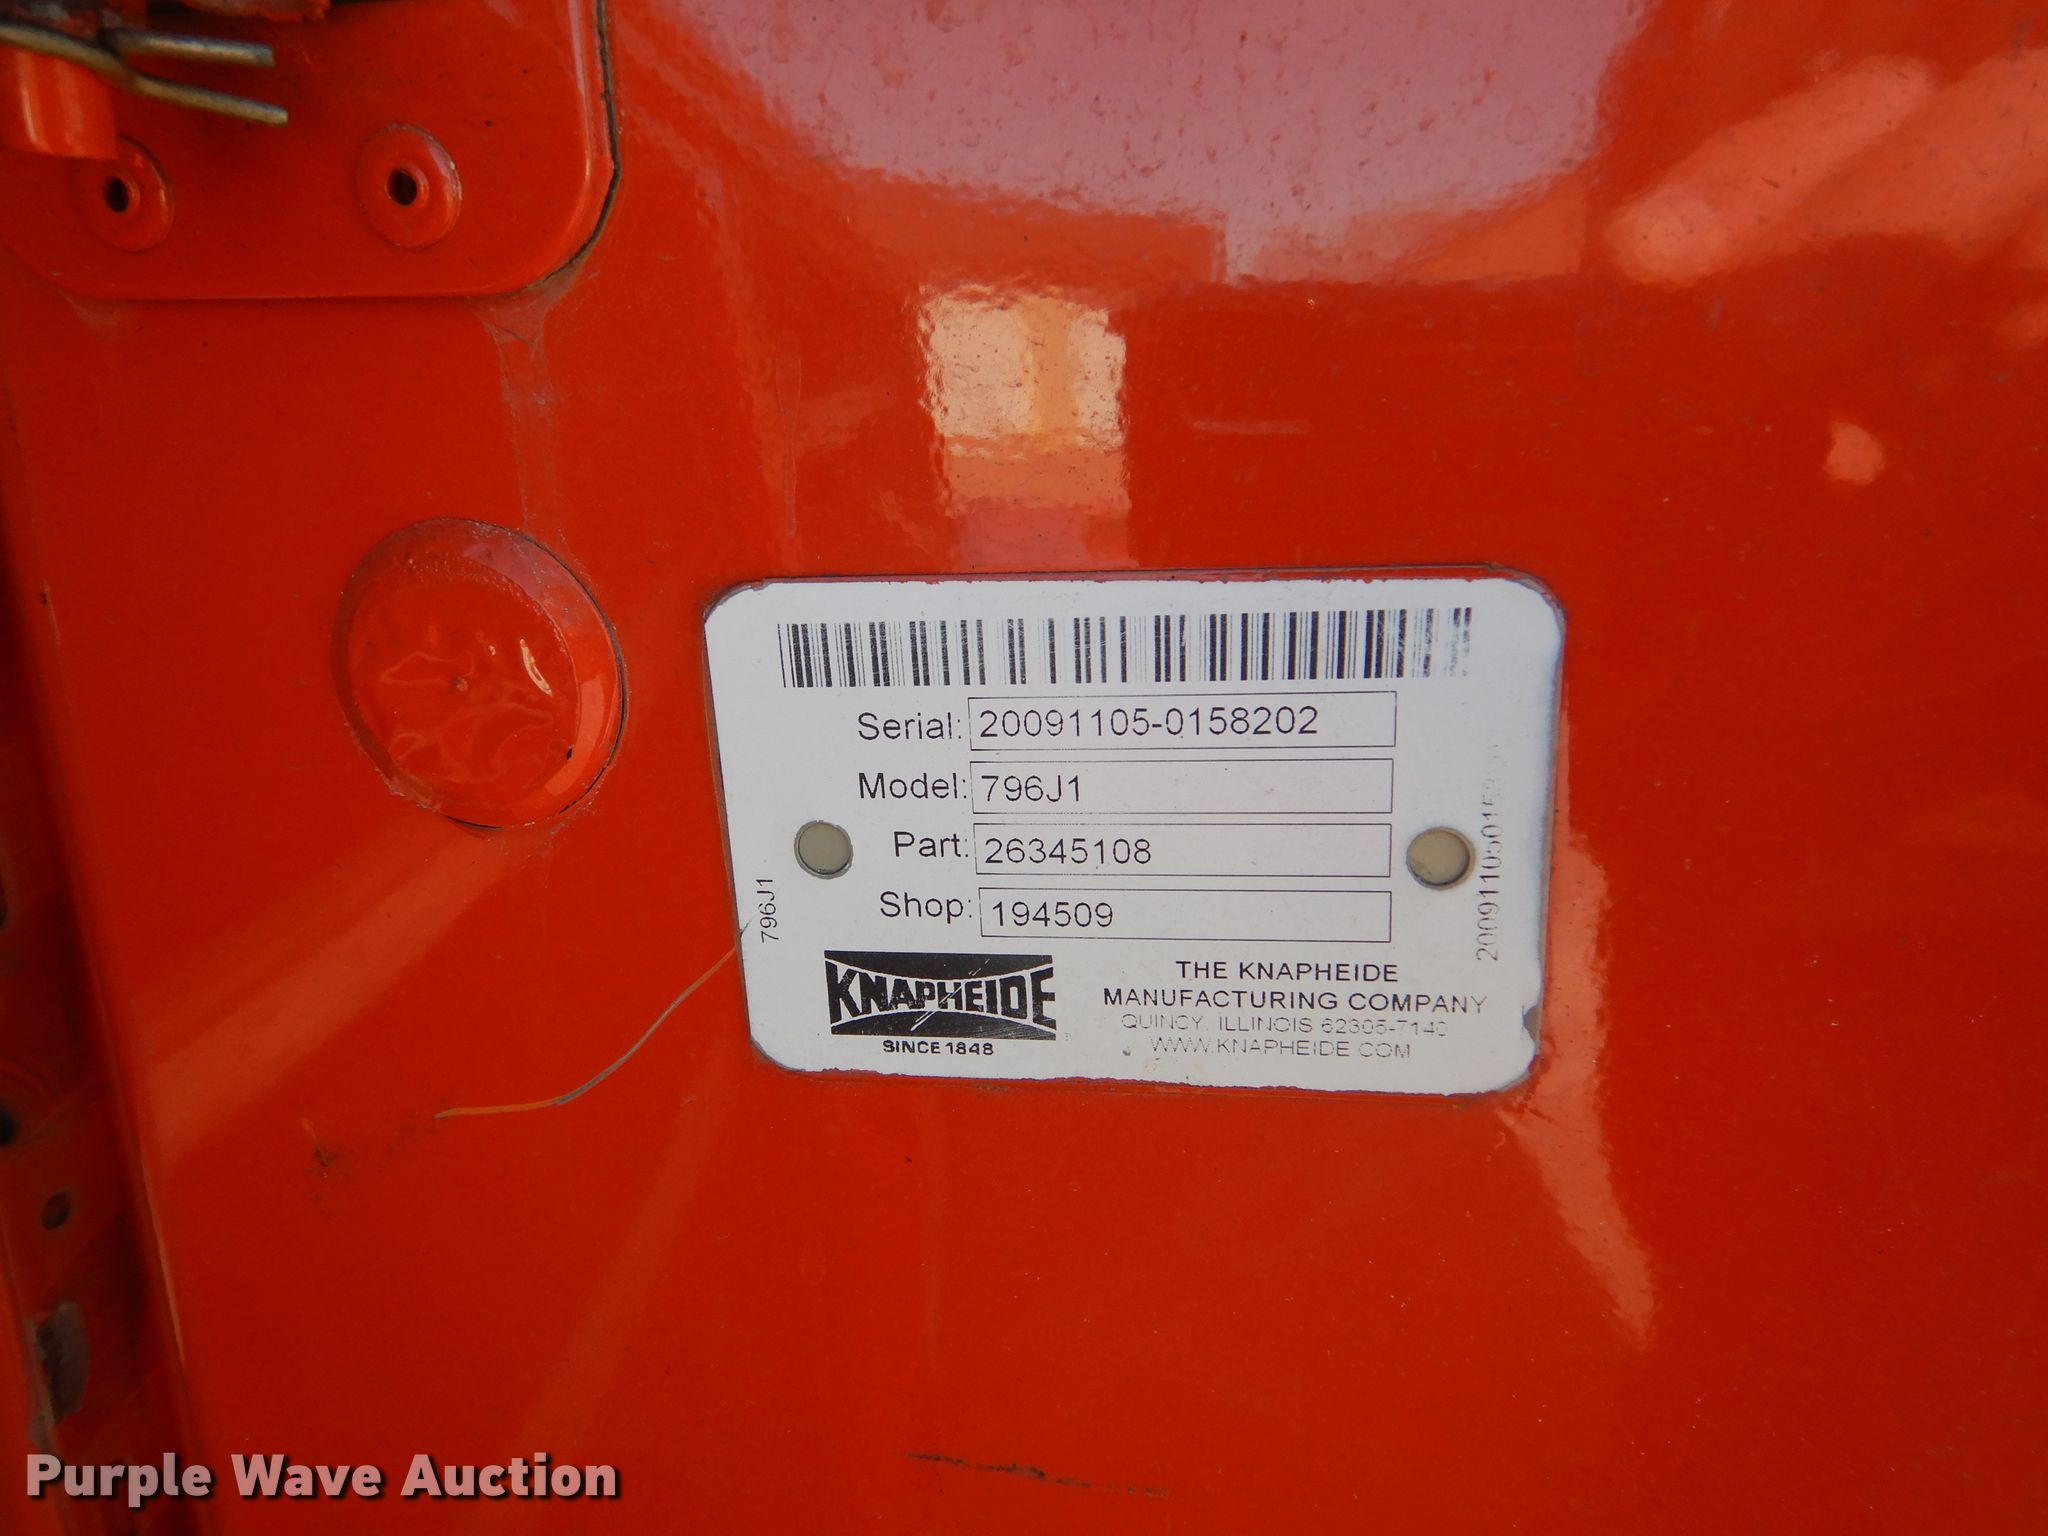 Serial: 20091105-0158202
Model: 796J1
Part: 26345108
Shop: 194509
796J1
KNAPHEIDE
SINCE 1848
THE KNAPHEIDE
MANUFACTURING COMPANY
QUINCY, ILLINOIS 62305-7140
WWW.KNAPHEIDE.COM
Purple Wave Auction